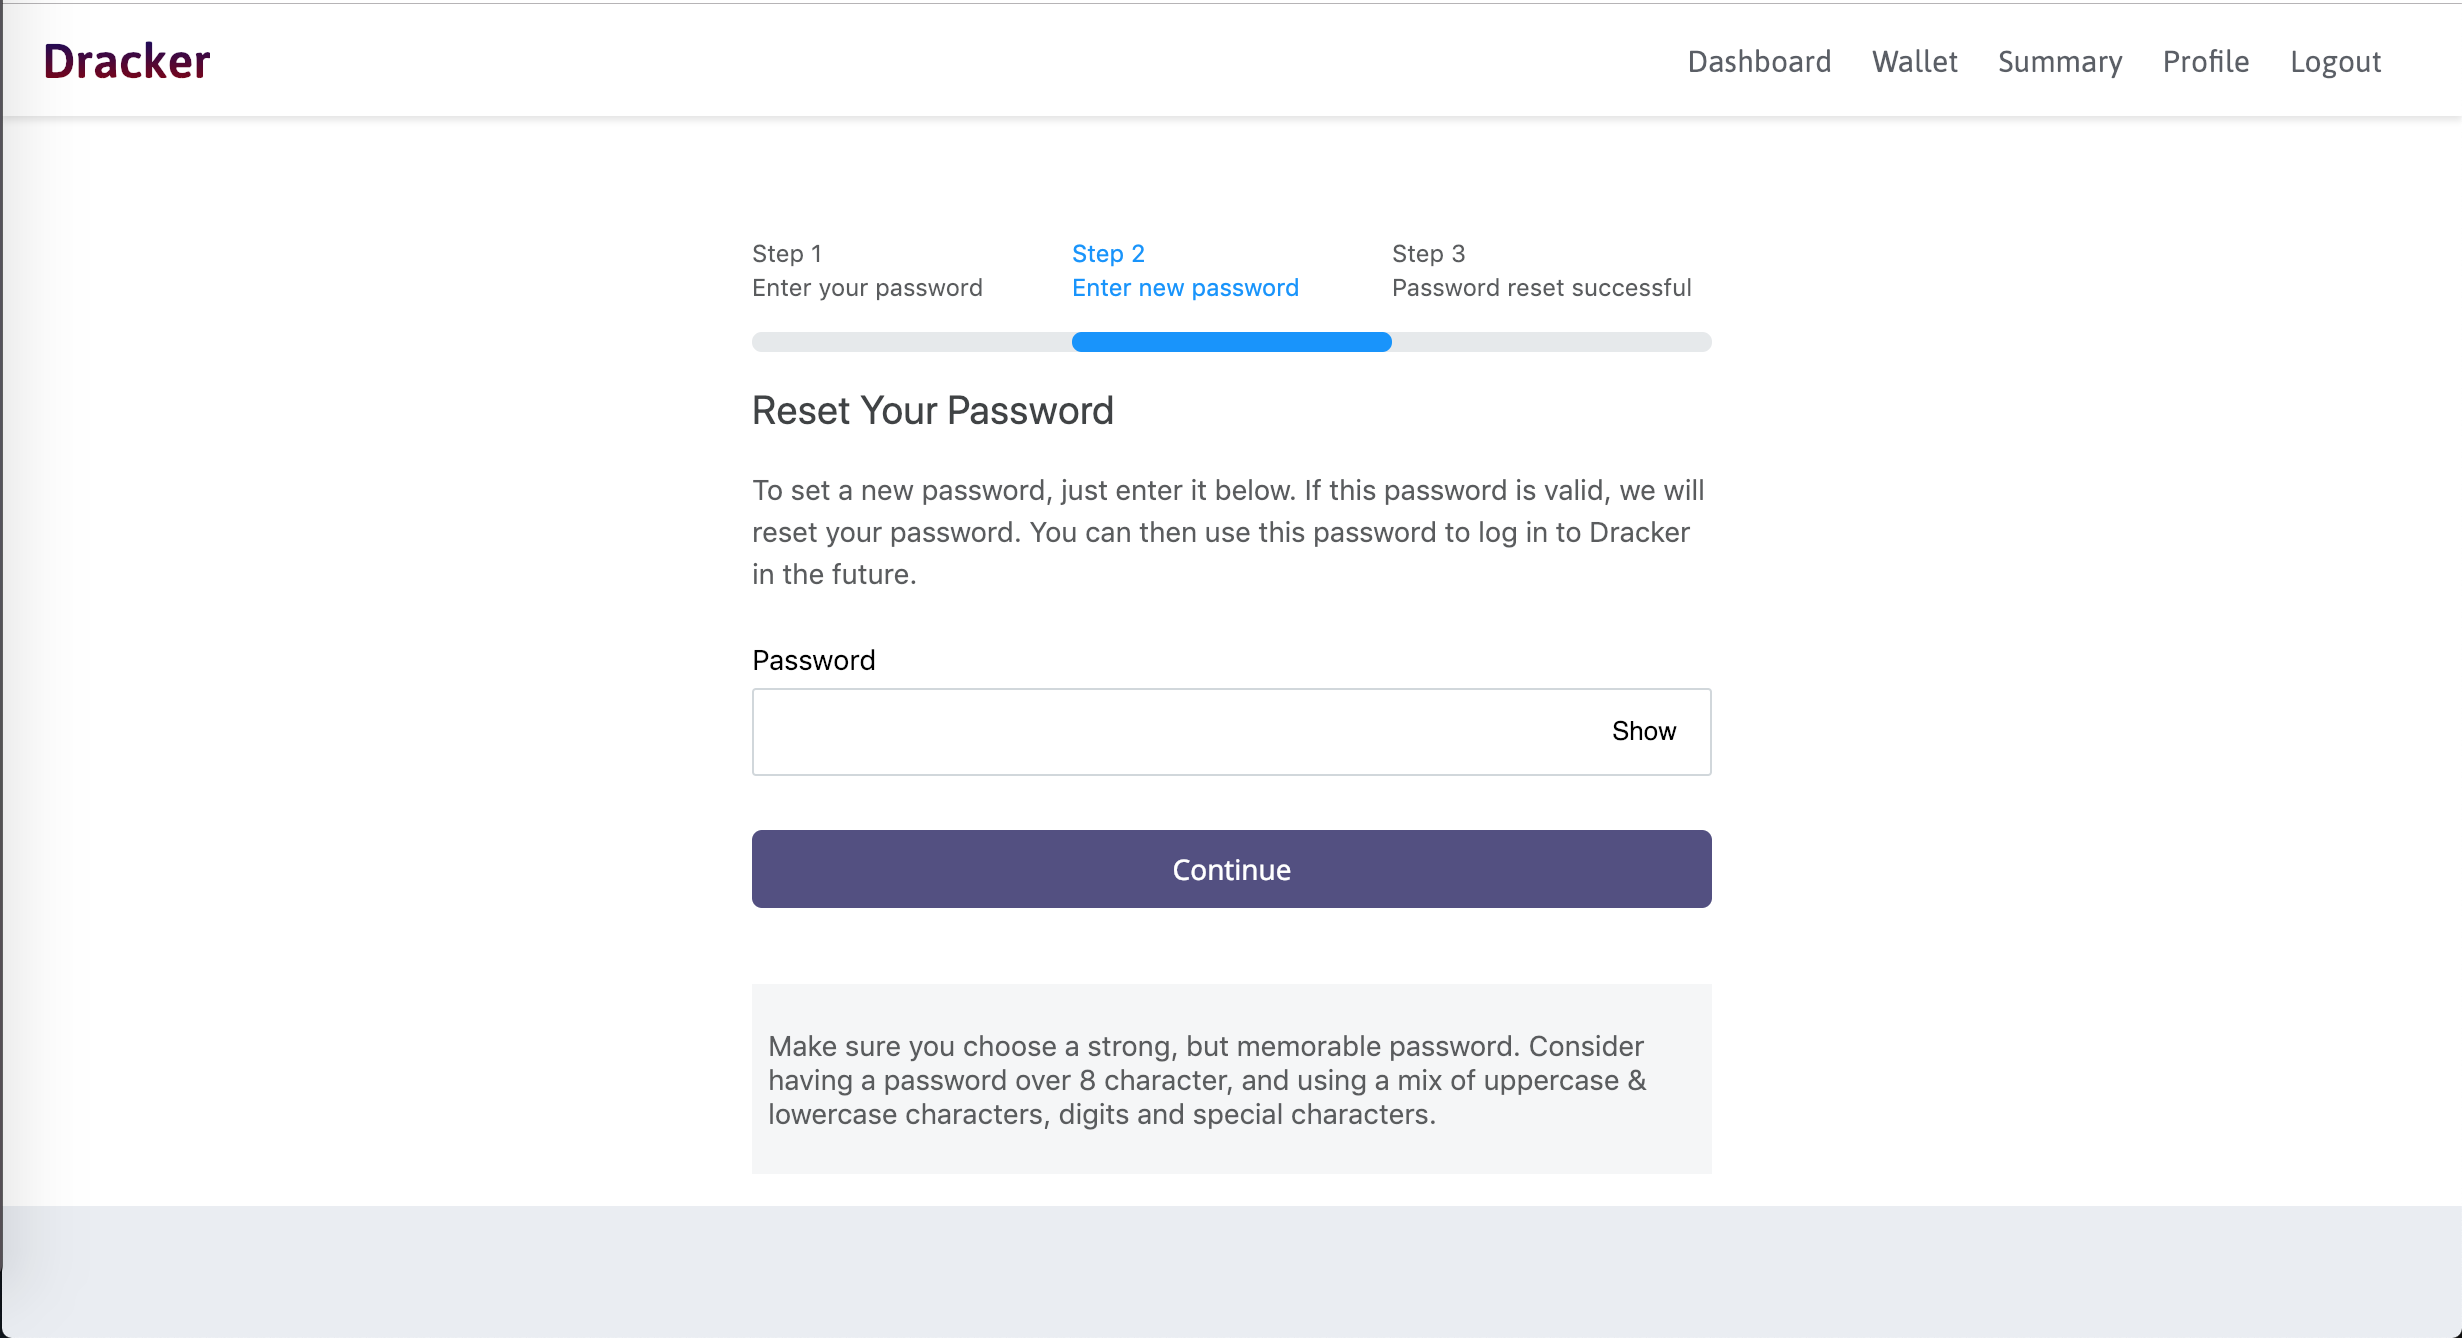 Dracker
Dashboard Wallet Summary Profile Logout
Step 1
Enter your password
Step 2
Enter new password
Step 3
Password reset successful
Reset Your Password
To set a new password, just enter it below. If this password is valid, we will
reset your password. You can then use this password to log in to Dracker
in the future.
Password
Show
Continue
Make sure you choose a strong, but memorable password. Consider
having a password over 8 character, and using a mix of uppercase &
lowercase characters, digits and special characters.